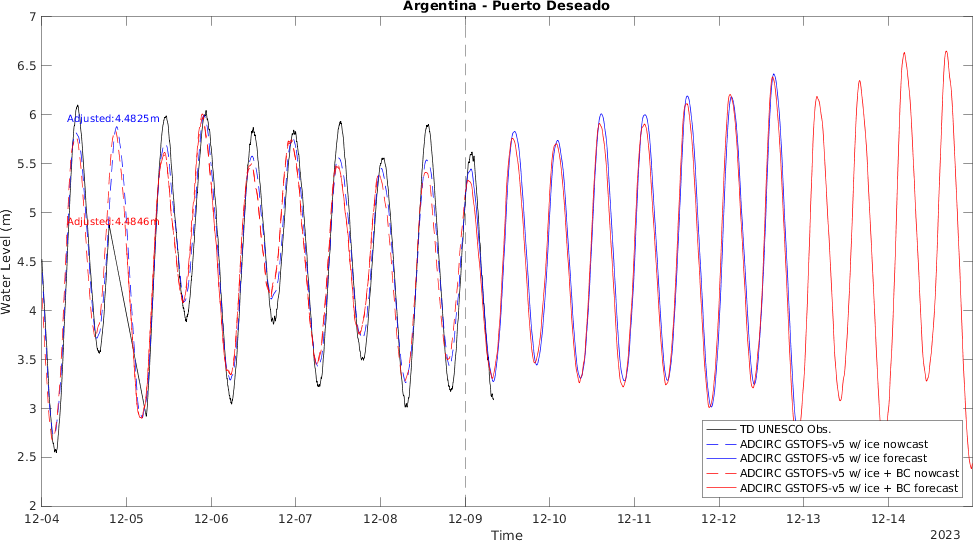 Argentina - Puerto Deseado
Water Level (m)
7
6.5
6
5.5
5
4.5
4
3.5
3
2.5
2
Adjusted:4.4825m
Adjusted:4.4846m
TD UNESCO Obs.
ADCIRC GSTOFS-v5 w/ ice nowcast
ADCIRC GSTOFS-v5 w/ ice forecast
ADCIRC GSTOFS-v5 w/ ice + BC nowcast
ADCIRC GSTOFS-v5 w/ ice + BC forecast
12-04 12-05 12-06 12-07 12-08 12-09 12-10 12-11 12-12 12-13 12-14
Time
2023